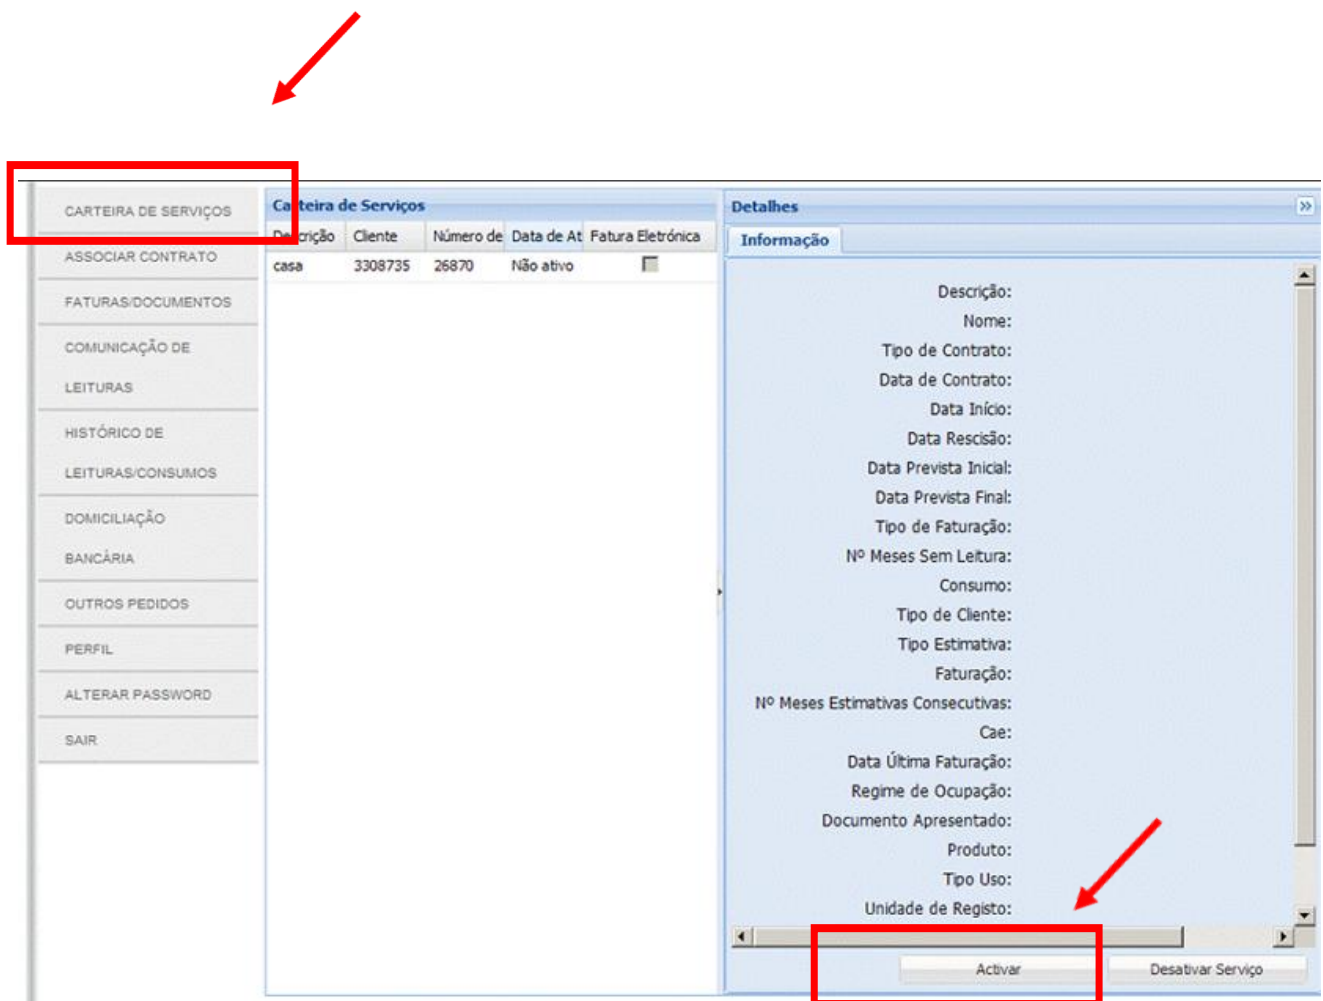 CARTEIRA DE SERVIÇOS
ASSOCIAR CONTRATO
FATURAS/DOCUMENTOS
COMUNICAÇÃO DE
LEITURAS
HISTÓRICO DE
LEITURAS/CONSUMOS
DOMICILIAÇÃO
BANCÁRIA
OUTROS PEDIDOS
PERFIL
ALTERAR PASSWORD
SAIR
Carteira de Serviços
Descrição Cliente Número de Data de At Fatura Eletrónica
casa 3308735 26870 Não ativo
Detalhes
Informação
Descrição:
Nome:
Tipo de Contrato:
Data de Contrato:
Data Início:
Data Rescisão:
Data Prevista Inicial:
Data Prevista Final:
Tipo de Faturação:
Nº Meses Sem Leitura:
Consumo:
Tipo de Cliente:
Tipo Estimativa:
Faturação:
Nº Meses Estimativas Consecutivas:
Cae:
Data Última Faturação:
Regime de Ocupação:
Documento Apresentado:
Produto:
Tipo Uso:
Unidade de Registo:
Activar Desativar Serviço